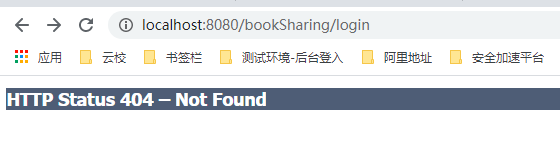 localhost:8080/bookSharing/login
应用 云校 书签栏 测试环境-后台登入 阿里地址 安全加速平台
HTTP Status 404 – Not Found